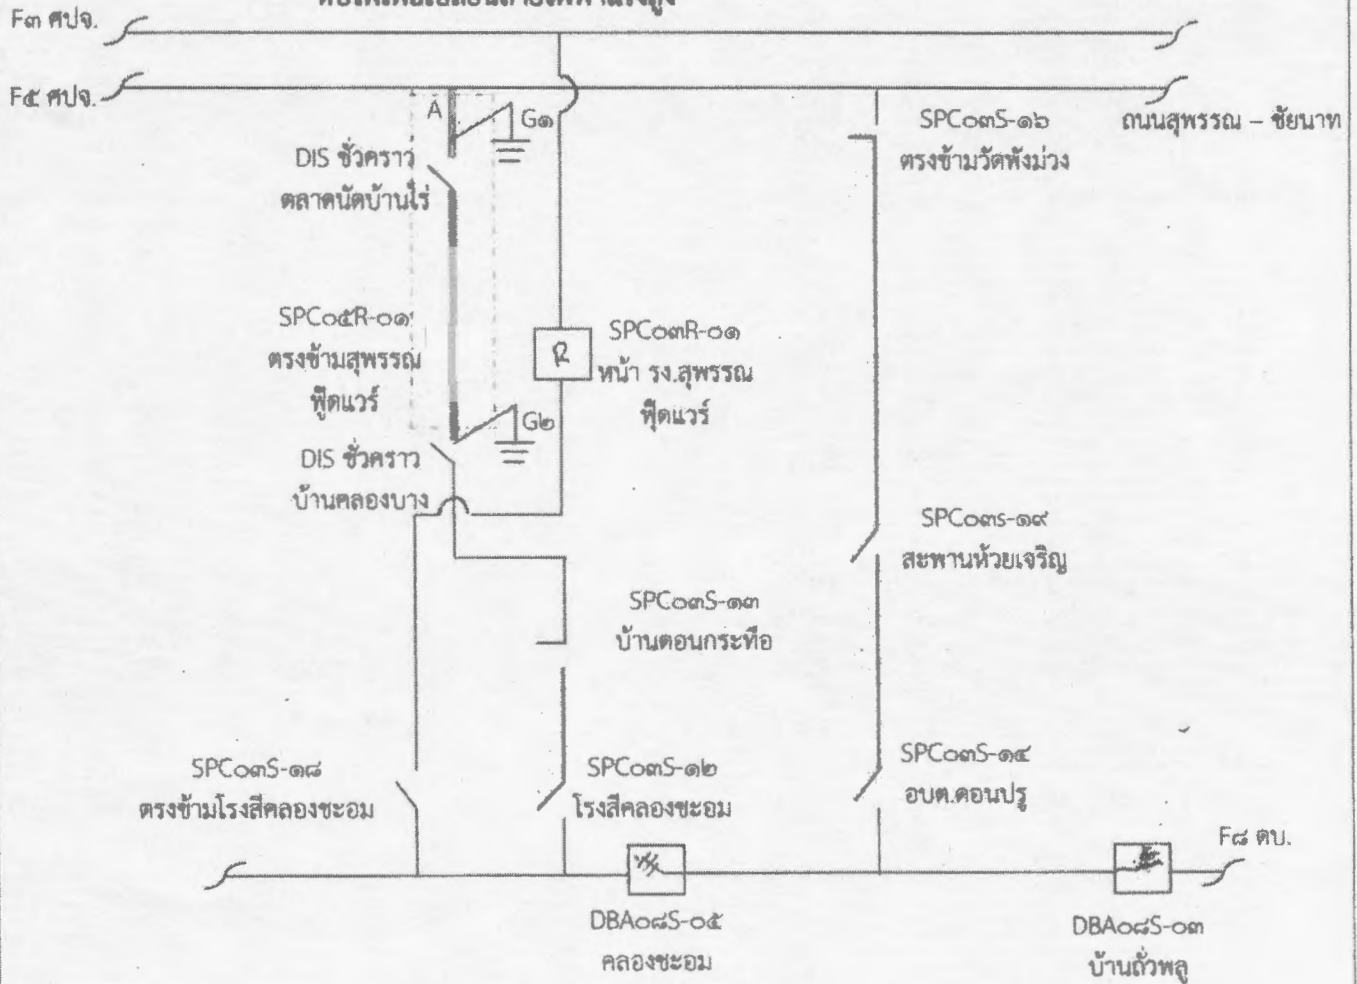 F๓ ศปจ.
F๕ ศปจ.
A
G๑
DIS ชั่วคราว
ตลาดนัดบ้านไร่
SPC๐๓S-๑๖
ตรงข้ามวัดพังม่วง
ถนนสุพรรณ – ชัยนาท
SPC๐๕R-๐๑
ตรงข้ามสุพรรณ
ฟู๊ดแวร์
R
SPC๐๓R-๐๑
หน้า รง.สุพรรณ
ฟู๊ดแวร์
G๒
DIS ชั่วคราว
บ้านคลองบาง
SPC๐๓s-๑๙
สะพานห้วยเจริญ
SPC๐๓S-๑๓
บ้านดอนกระทือ
SPC๐๓S-๑๘
ตรงข้ามโรงสีคลองชะอม
SPC๐๓S-๑๒
โรงสีคลองชะอม
SPC๐๓S-๑๔
อบต.ดอนปรู
F๘ ดบ.
DBA๐๘S-๐๕
คลองชะอม
DBA๐๘S-๐๓
บ้านถั่วพลู